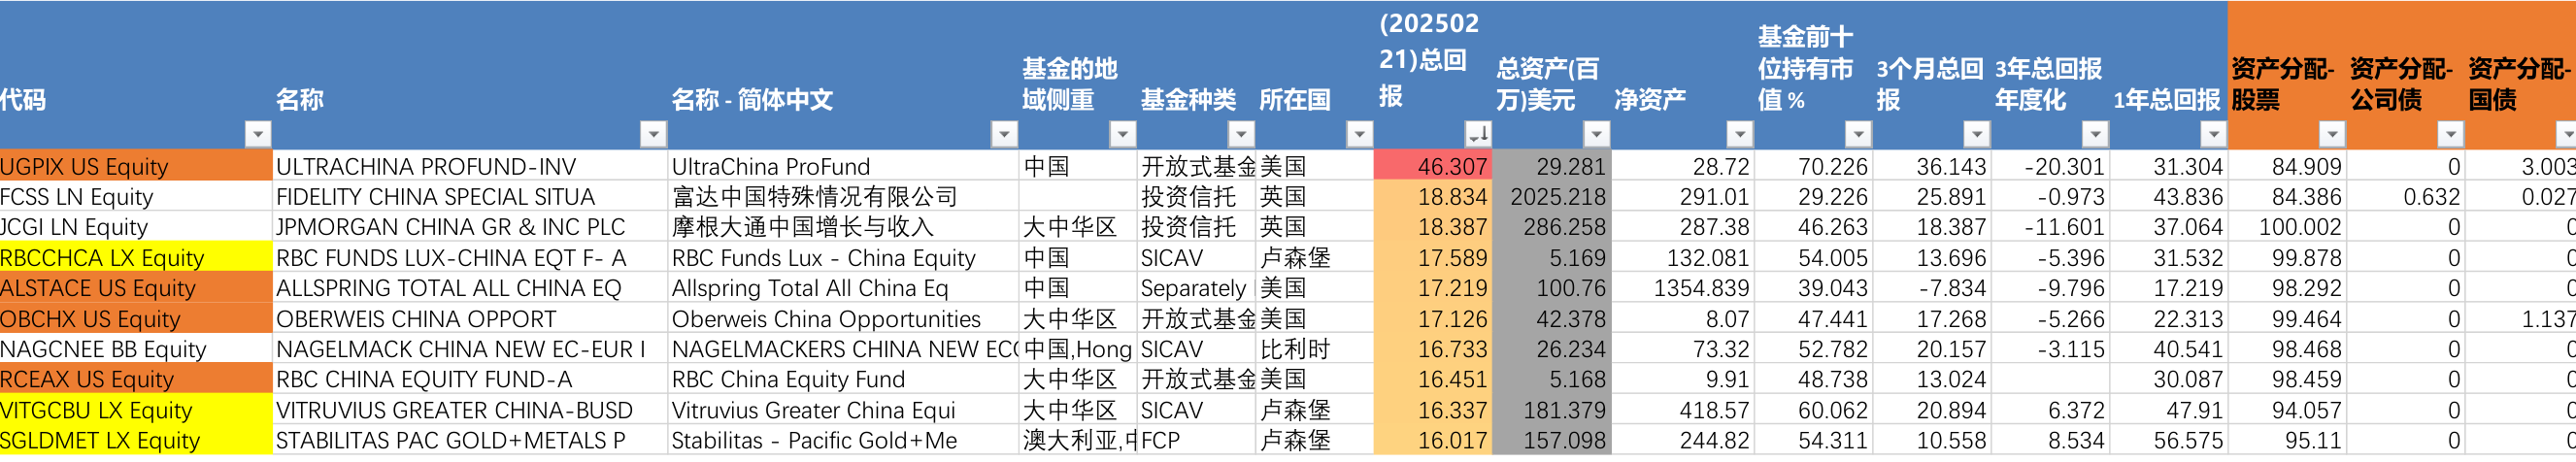 代码 名称 名称 - 简体中文 基金的地域侧重 基金种类 所在国 (20250221)总回报 总资产(百万)美元 净资产 基金前十位持有市值 % 3个月总回报 3年总回报年度化 1年总回报 资产分配-股票 资产分配-公司债 资产分配-国债
UGPIX US Equity ULTRACHINA PROFUND-INV UltraChina ProFund 中国 开放式基金 美国 46.307 29.281 28.72 70.226 36.143 -20.301 31.304 84.909 0 3.003
FCSS LN Equity FIDELITY CHINA SPECIAL SITUA 富达中国特殊情况有限公司 投资信托 英国 18.834 2025.218 291.01 29.226 25.891 -0.973 43.836 84.386 0.632 0.027
JCGI LN Equity JPMORGAN CHINA GR & INC PLC 摩根大通中国增长与收入 大中华区 投资信托 英国 18.387 286.258 287.38 46.263 18.387 -11.601 37.064 100.002 0 0
RBCCHCA LX Equity RBC FUNDS LUX-CHINA EQT F- A RBC Funds Lux - China Equity 中国 SICAV 卢森堡 17.589 5.169 132.081 54.005 13.696 -5.396 31.532 99.878 0 0
ALSTACE US Equity ALLSPRING TOTAL ALL CHINA EQ Allspring Total All China Eq 中国 Separately 美国 17.219 100.76 1354.839 39.043 -7.834 -9.796 17.219 98.292 0 0
OBCHX US Equity OBERWEIS CHINA OPPORT Oberweis China Opportunities 大中华区 开放式基金 美国 17.126 42.378 8.07 47.441 17.268 -5.266 22.313 99.464 0 1.137
NAGCNEE BB Equity NAGELMACK CHINA NEW EC-EUR I NAGELMACKERS CHINA NEW EC 中国,Hong SICAV 比利时 16.733 26.234 73.32 52.782 20.157 -3.115 40.541 98.468 0 0
RCEAX US Equity RBC CHINA EQUITY FUND-A RBC China Equity Fund 大中华区 开放式基金 美国 16.451 5.168 9.91 48.738 13.024 30.087 98.459 0 0
VITGCBU LX Equity VITRUVIUS GREATER CHINA-BUSD Vitruvius Greater China Equi 大中华区 SICAV 卢森堡 16.337 181.379 418.57 60.062 20.894 6.372 47.91 94.057 0 0
SGLDMET LX Equity STABILITAS PAC GOLD+METALS P Stabilitas - Pacific Gold+Me 澳大利亚, FCP 卢森堡 16.017 157.098 244.82 54.311 10.558 8.534 56.575 95.11 0 0